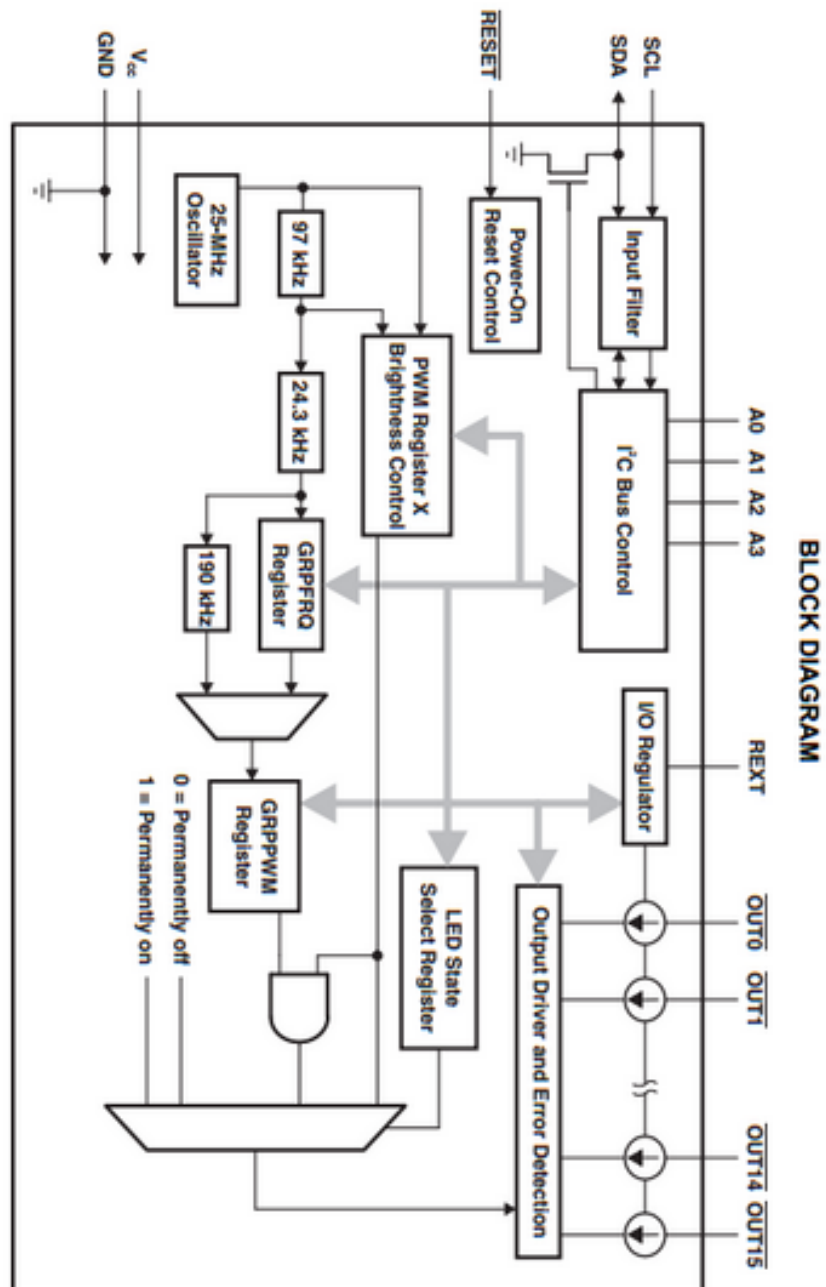 BLOCK DIAGRAM
A0
A1
A2
A3
REXT
OUT0
OUT1
OUT14
OUT15
SCL
SDA
Input Filter
I²C Bus Control
I/O Regulator
RESET
Power-On
Reset Control
Output Driver and Error Detection
PWM Register X
Brightness Control
LED State
Select Register
97 kHz
24.3 kHz
GRPFRQ
Register
190 kHz
25-MHz
Oscillator
GRPPWM
Register
Vcc
GND
0 = Permanently off
1 = Permanently on